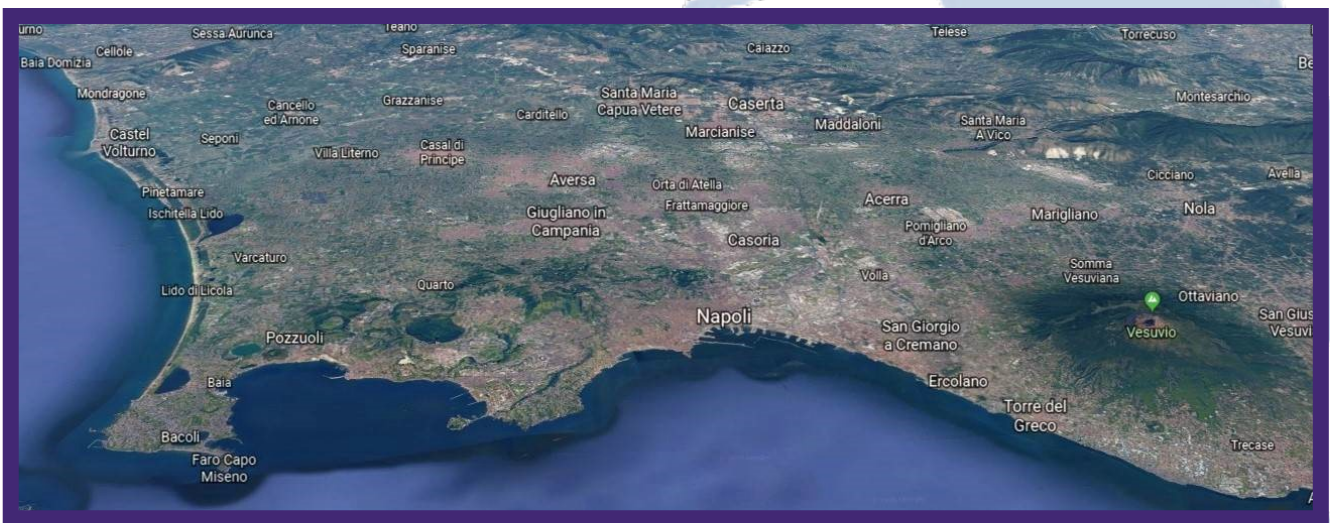 Sessa Aurunca
Teano
Telese
Torrecuso
Cellole
Sparanise
Caiazzo
Baia Domizia
Be
Mondragone
Cancello
ed Arnone
Grazzanise
Santa Maria
Capua Vetere
Caserta
Montesarchio
Carditello
Castel
Volturno
Seponi
Villa Literno
Casal di
Principe
Marcianise
Maddaloni
Santa Maria
A Vico
Pinetamare
Aversa
Orta di Atella
Cicciano
Avella
Ischitella Lido
Giugliano in
Campania
Frattamaggiore
Acerra
Marigliano
Nola
Casoria
Pomigliano
d'Arco
Varcaturo
Somma
Vesuviana
Lido di Licola
Quarto
Volla
Ottaviano
Pozzuoli
Napoli
San Giorgio
a Cremano
Vesuvio
San Gius
Vesuvi
Baia
Ercolano
Torre del
Greco
Bacoli
Trecase
Faro Capo
Miseno